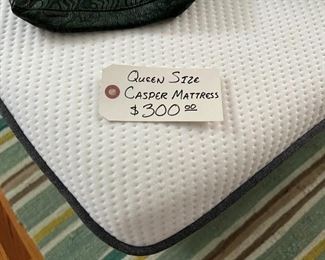 Queen Size
Casper Mattress
$300.00